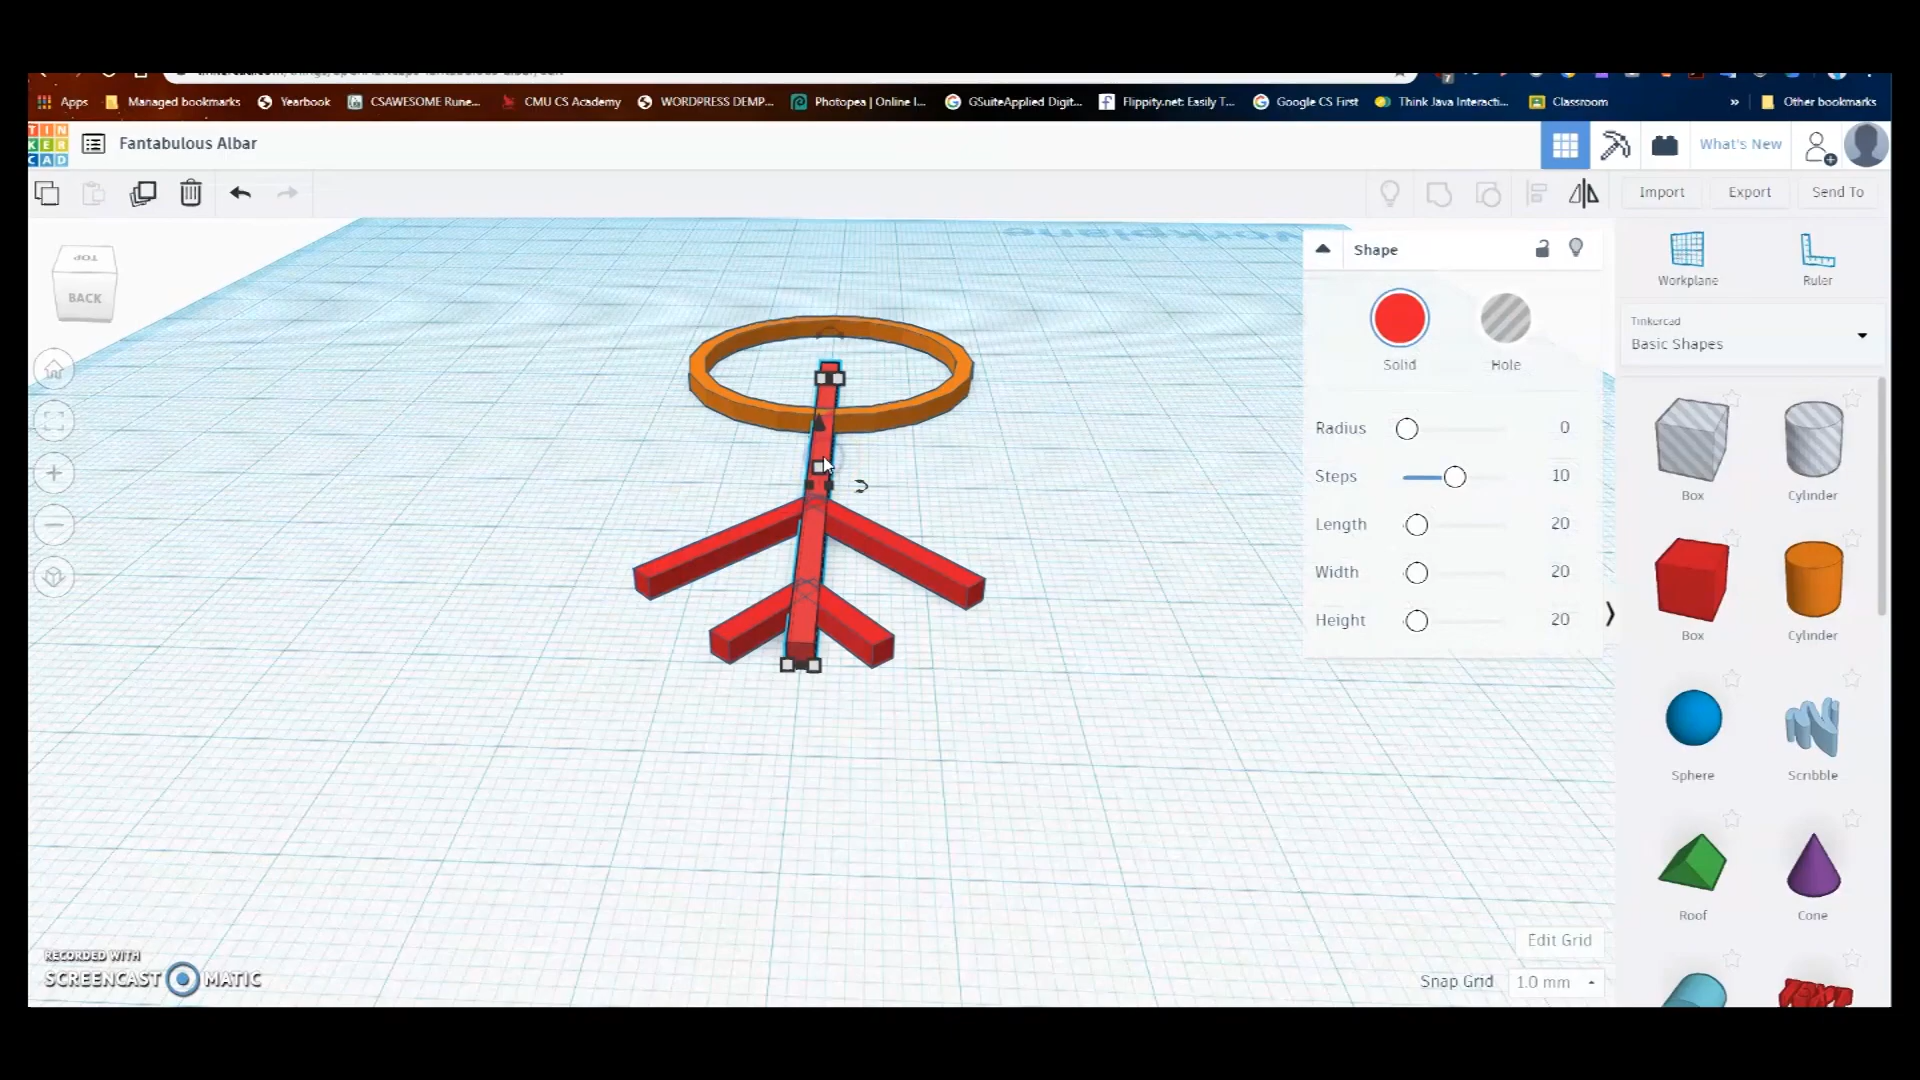 Apps Managed bookmarks Yearbook CSAWESOME Rune... CMU CS Academy WORDPRESS DEMP... Photopea | Online I... GSuiteApplied Digit... Flippity.net: Easily T... Google CS First Think Java Interacti... Classroom » Other bookmarks
TIN
KER
CAD
Fantabulous Albar
What's New
Import Export Send To
Workplane
TOP
BACK
Shape
Solid Hole
Radius 0
Steps 10
Length 20
Width 20
Height 20
Workplane Ruler
Tinkercad
Basic Shapes
Box Cylinder
Box Cylinder
Sphere Scribble
Roof Cone
TEXT
Edit Grid
Snap Grid 1.0 mm
RECORDED WITH
SCREENCAST MATIC